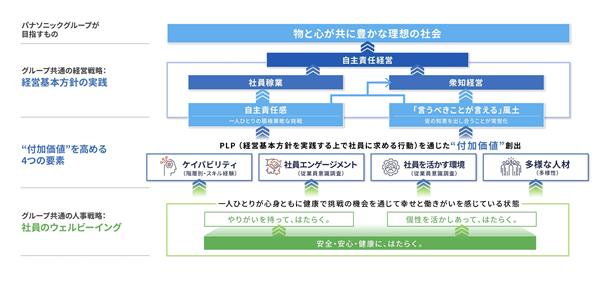 パナソニックグループが
目指すもの
物と心が共に豊かな理想の社会
自主責任経営
グループ共通の経営戦略:
経営基本方針の実践
社員稼業
衆知経営
自主責任感
一人ひとりの積極果敢な挑戦
「言うべきことが言える」風土
皆の知恵を出し合うことが常態化
“付加価値”を高める
4つの要素
PLP(経営基本方針を実践する上で社員に求める行動)を通じた“付加価値”創出
ケイパビリティ
(階層別・スキル経験)
社員エンゲージメント
(従業員意識調査)
社員を活かす環境
(従業員意識調査)
多様な人材
(多様性)
グループ共通の人事戦略:
社員のウェルビーイング
一人ひとりが心身ともに健康で挑戦の機会を通じて幸せと働きがいを感じている状態
やりがいを持って、はたらく。
個性を活かしあって、はたらく。
安全・安心・健康に、はたらく。